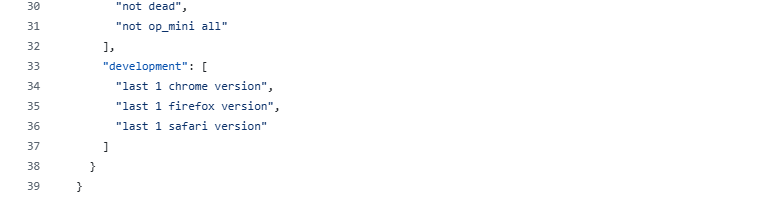 30 "not dead",
31 "not op_mini all"
32 ],
33 "development": [
34 "last 1 chrome version",
35 "last 1 firefox version",
36 "last 1 safari version"
37 ]
38 }
39 }